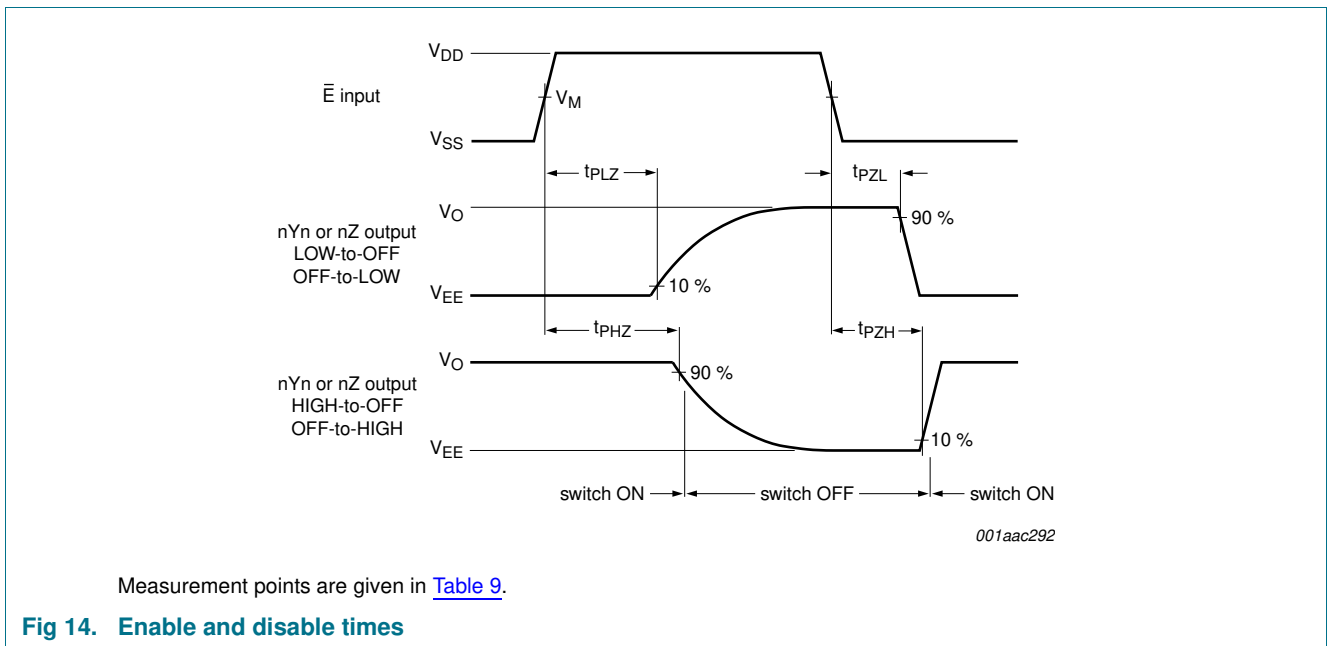 V_DD
Ē input
V_M
V_SS
t_PLZ
t_PZL
V_O
90 %
nYn or nZ output
LOW-to-OFF
OFF-to-LOW
V_EE
10 %
t_PHZ
t_PZH
V_O
90 %
nYn or nZ output
HIGH-to-OFF
OFF-to-HIGH
10 %
V_EE
switch ON
switch OFF
switch ON
001aac292
Measurement points are given in Table 9.
Fig 14. Enable and disable times